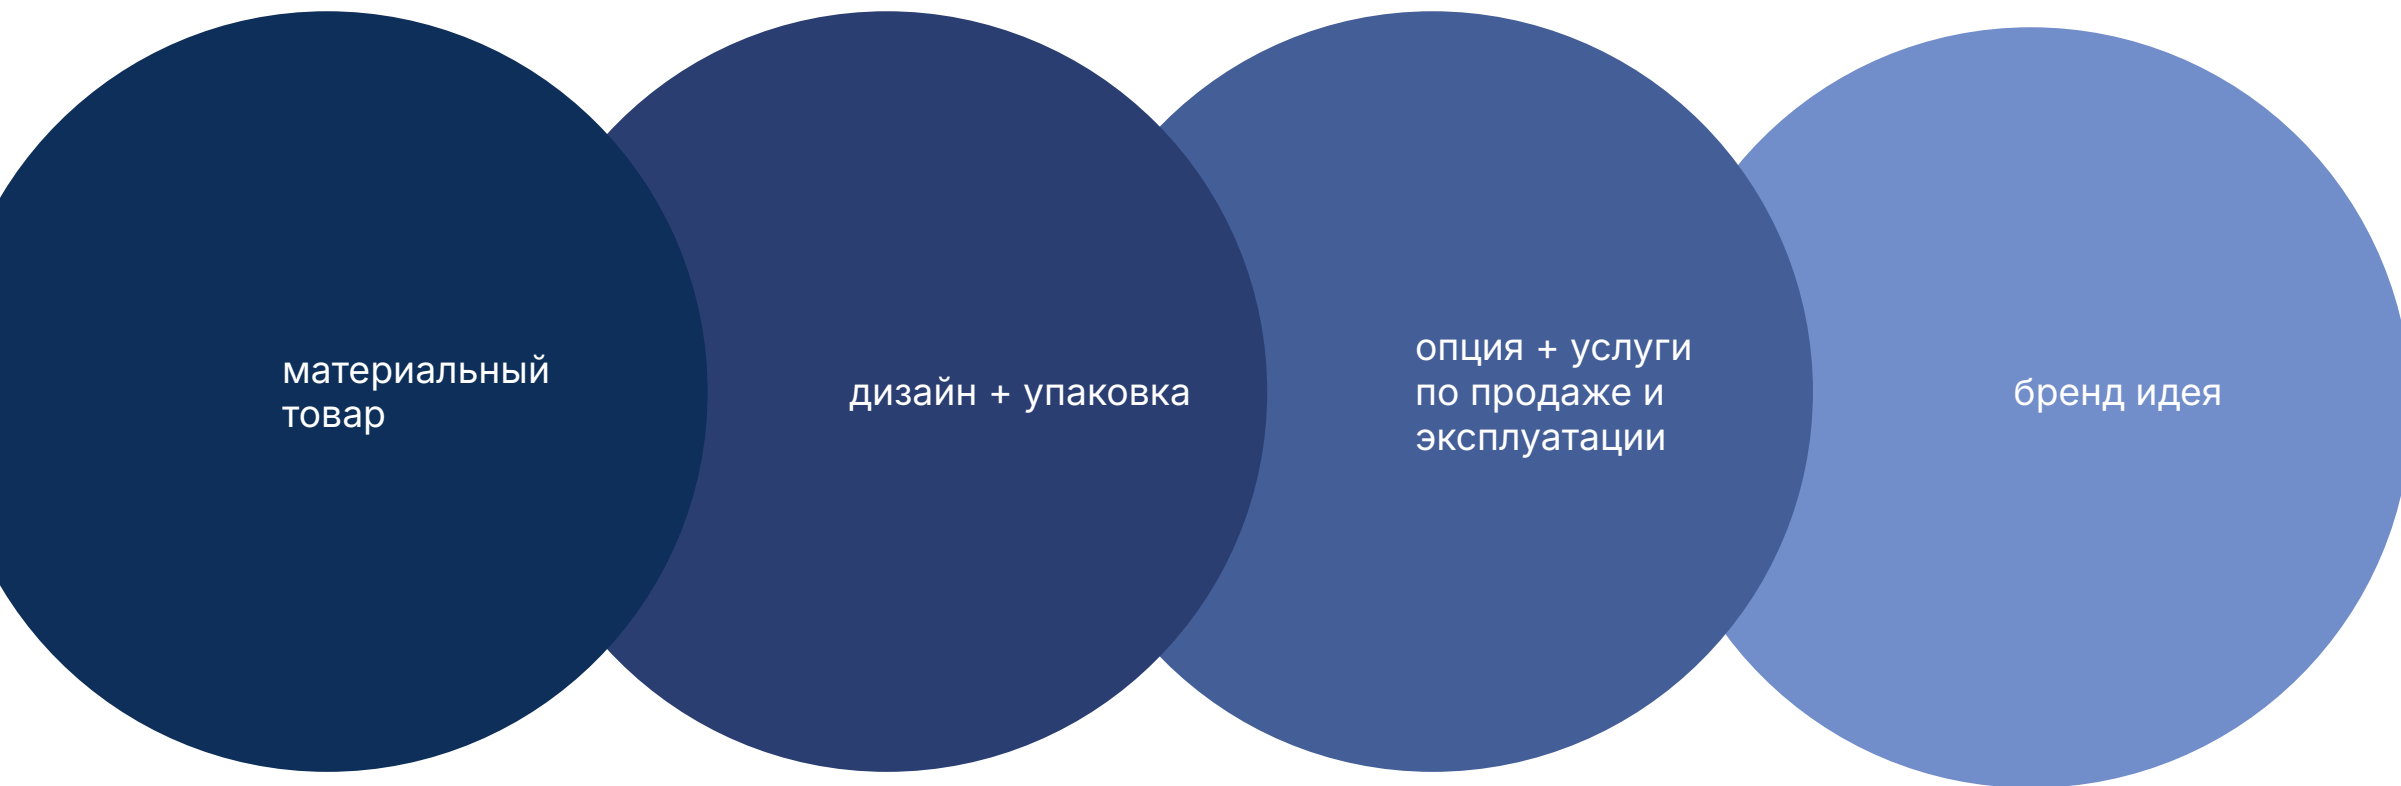 материальный
товар
дизайн + упаковка
опция + услуги
по продаже и
эксплуатации
бренд идея